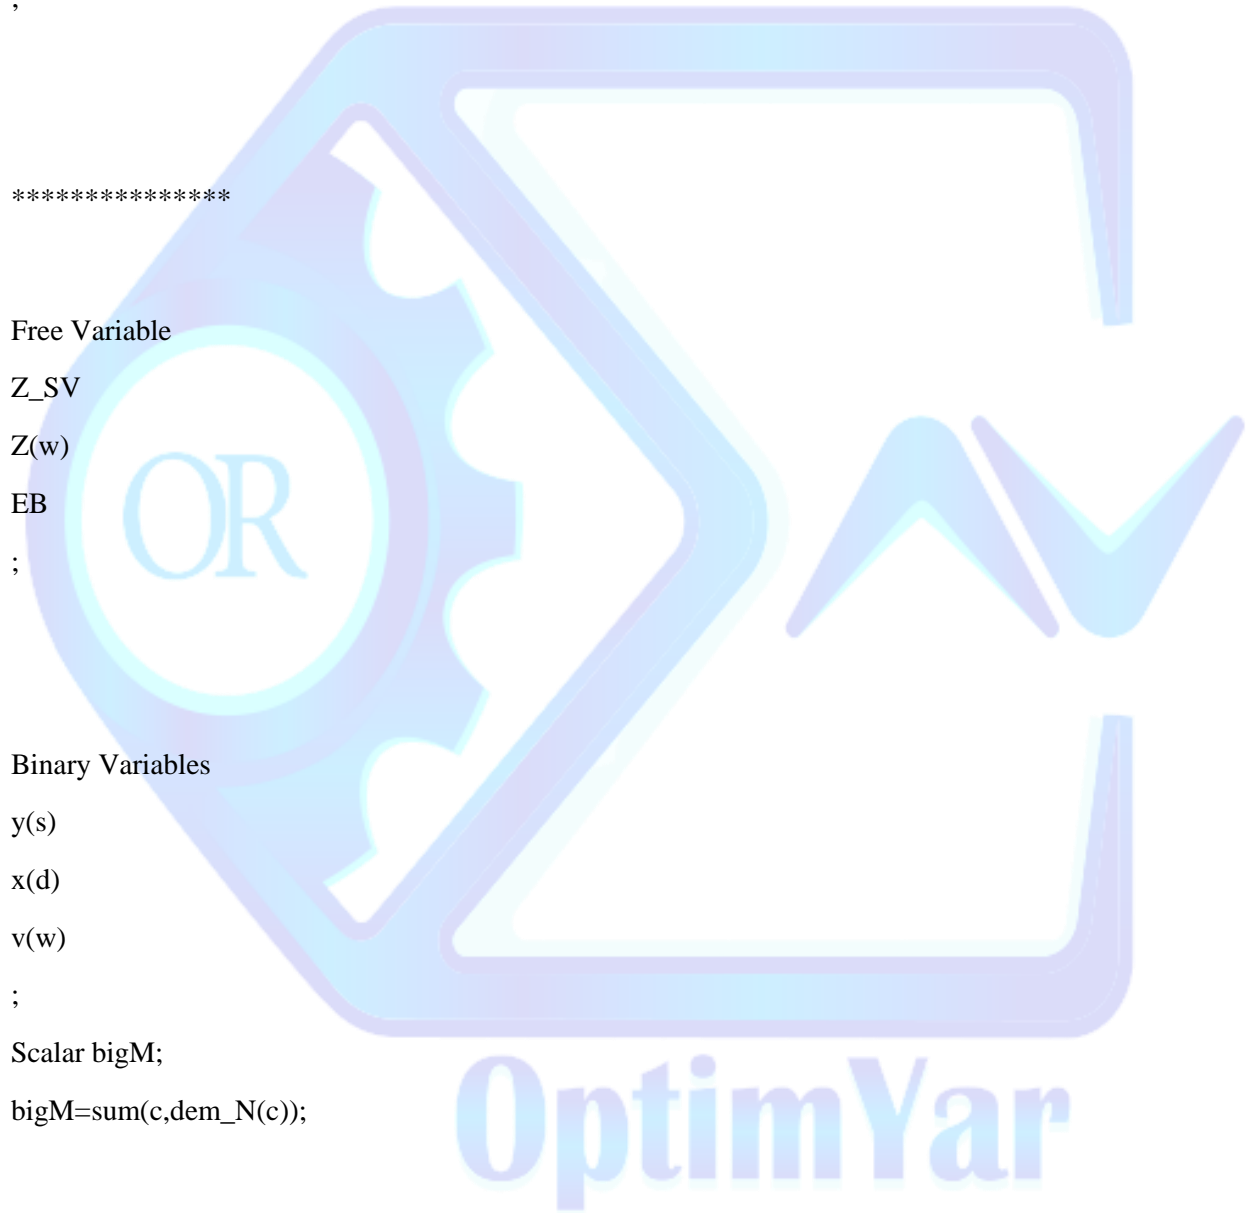 ;
***************
Free Variable
Z_SV
Z(w)
EB
;
OR
Binary Variables
y(s)
x(d)
v(w)
;
Scalar bigM;
bigM=sum(c,dem_N(c));
OptimYar